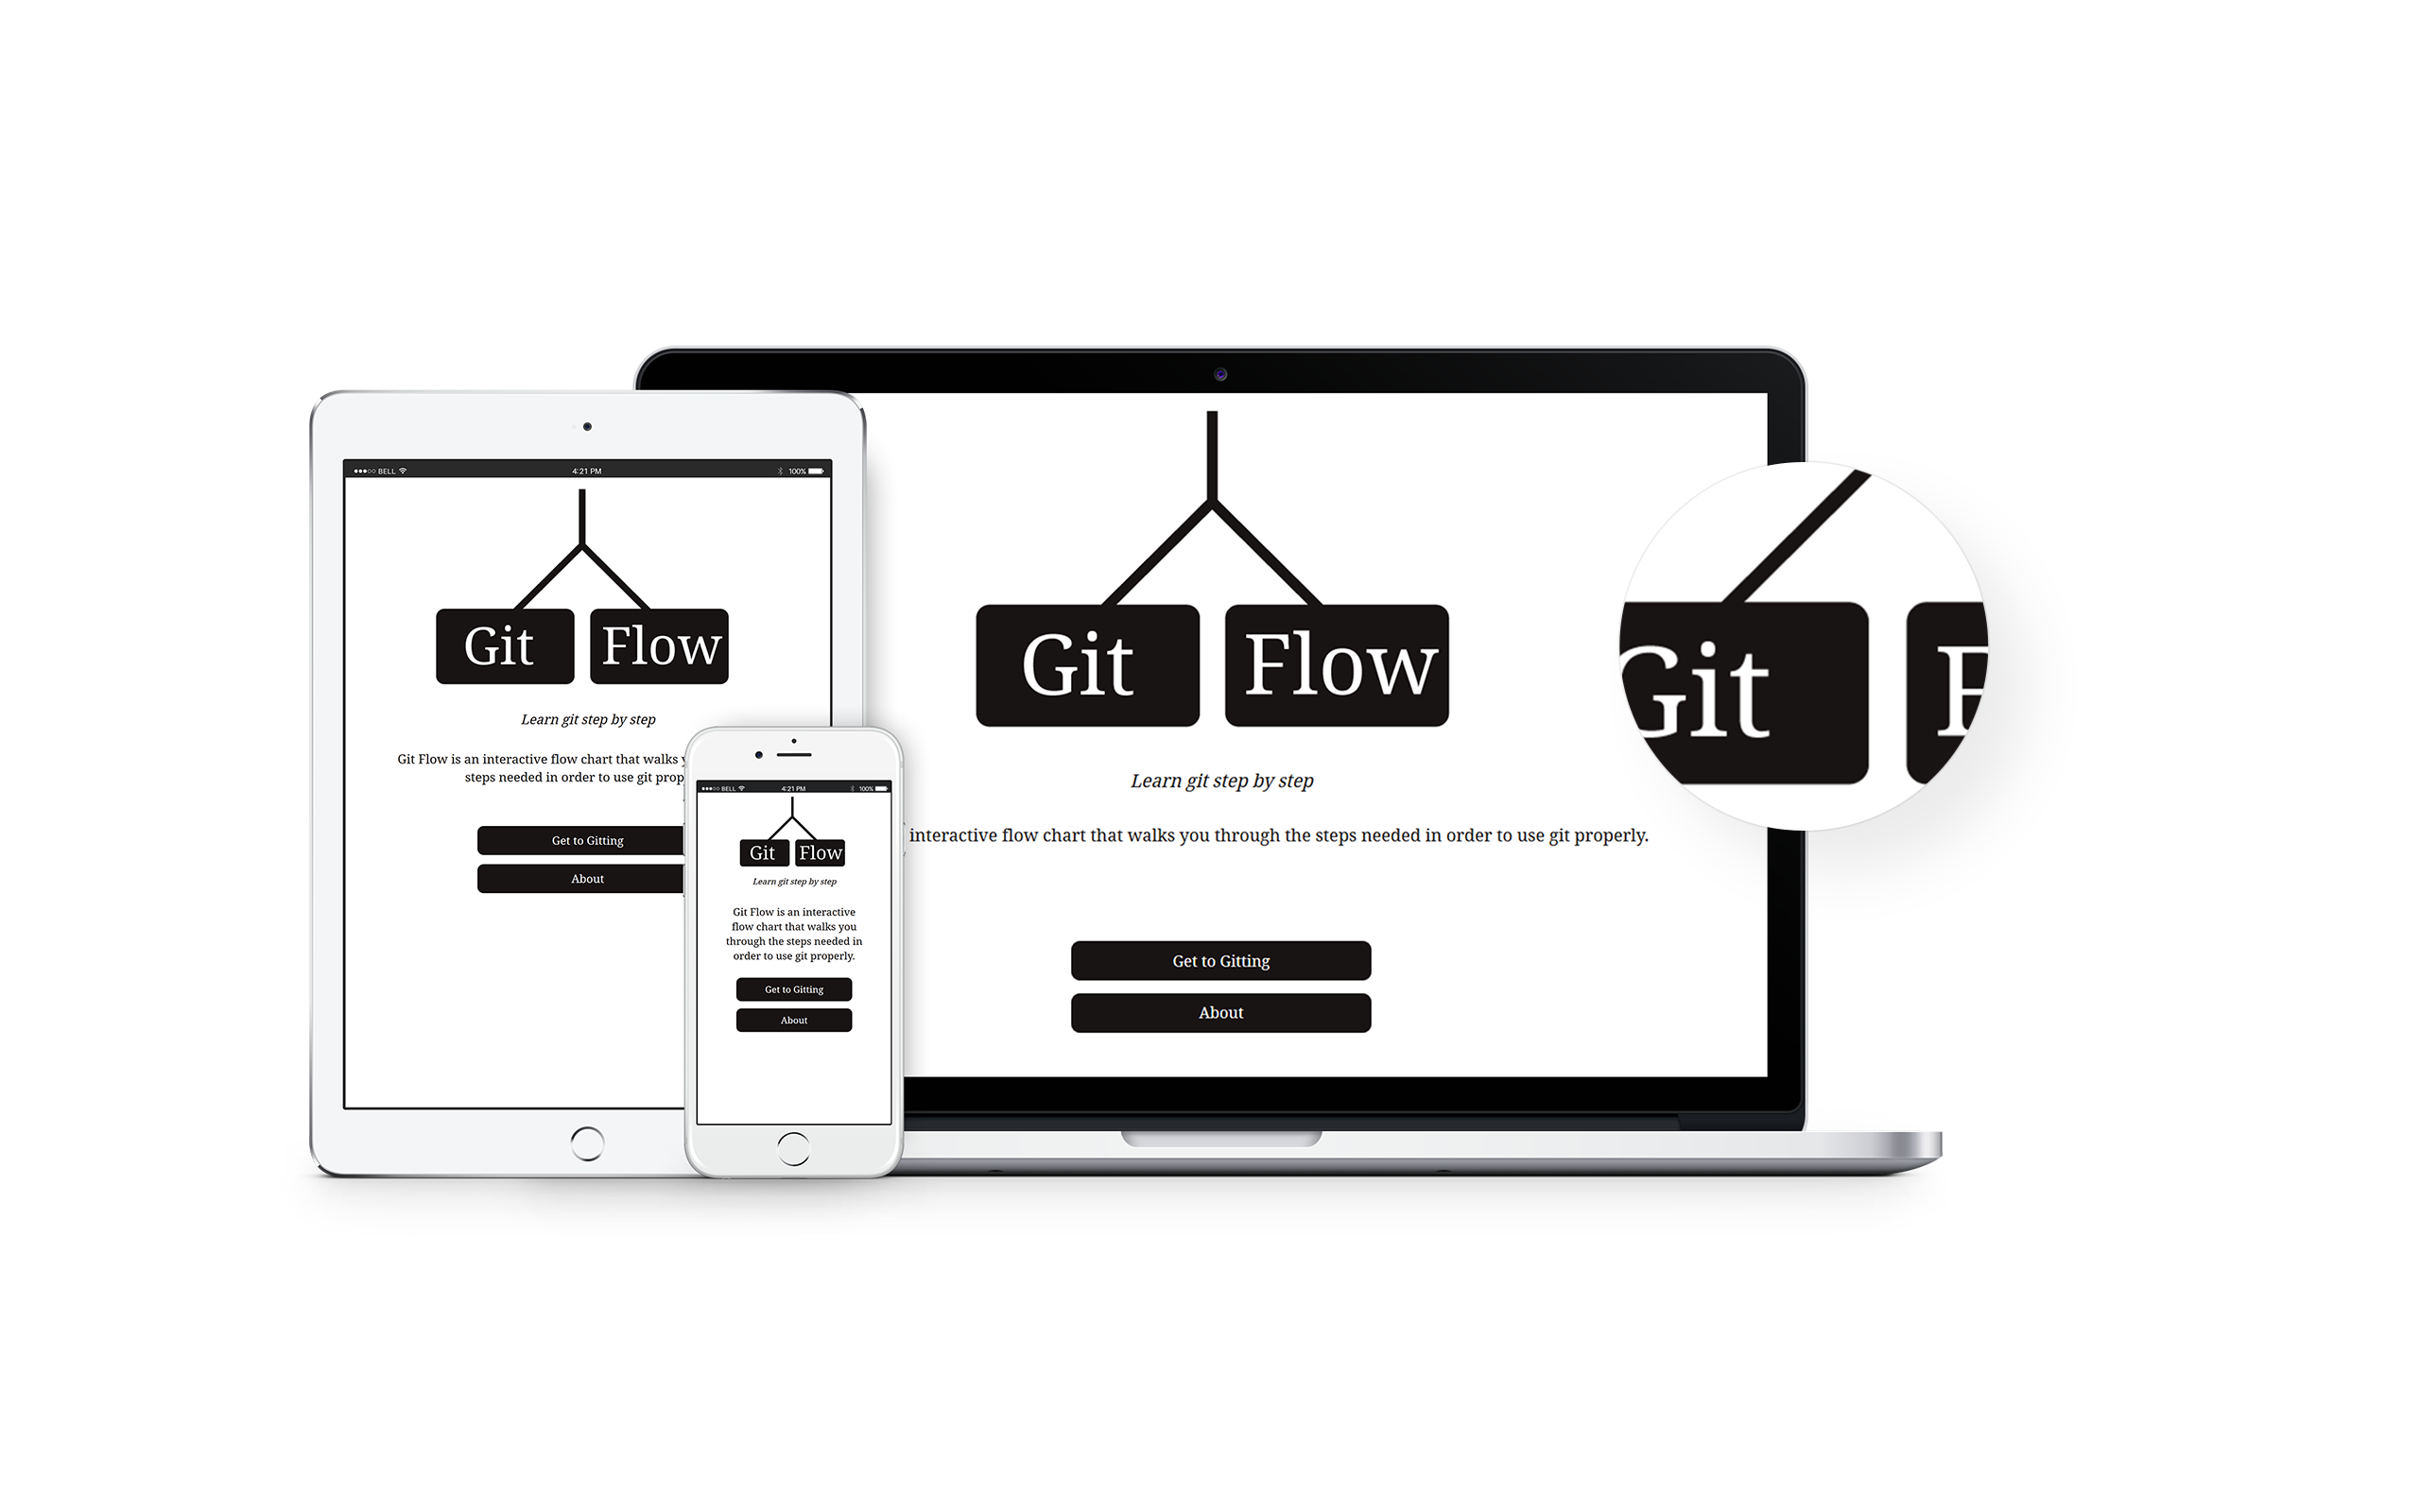 BELL 4:21 PM 100%
Git Flow
Learn git step by step
Git Flow is an interactive flow chart that walks
steps needed in order to use git prop
Get to Gitting
About
BELL 4:21 PM 100%
Git Flow
Learn git step by step
Git Flow is an interactive
flow chart that walks you
through the steps needed in
order to use git properly.
Get to Gitting
About
Git Flow
Learn git step by step
interactive flow chart that walks you through the steps needed in order to use git properly.
Get to Gitting
About
Git F